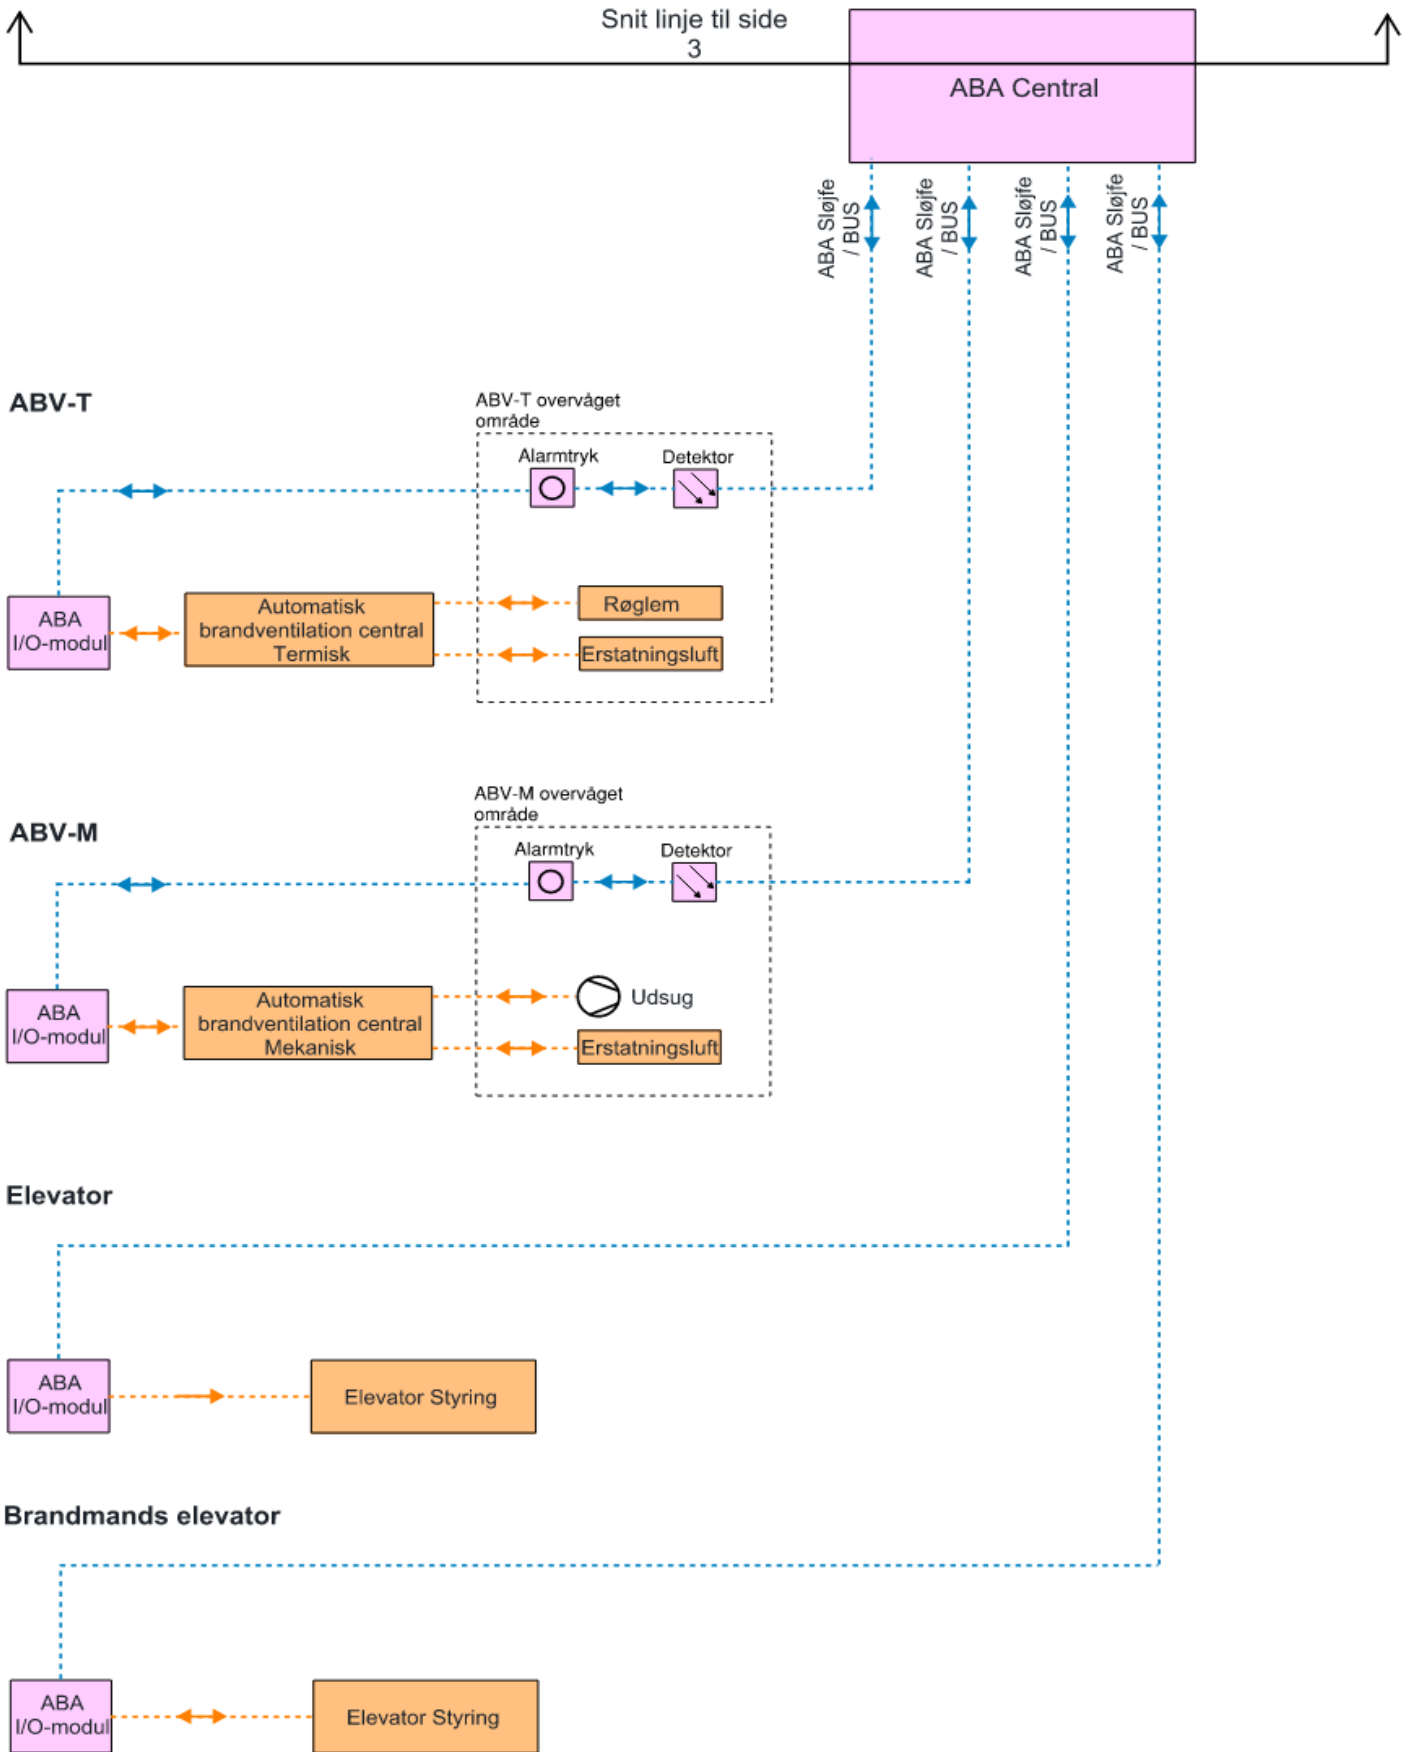 Snit linje til side
3
ABA Central
ABA Sløjfe
/ BUS
ABA Sløjfe
/ BUS
ABA Sløjfe
/ BUS
ABA Sløjfe
/ BUS
ABV-T
ABV-T overvåget
område
Alarmtryk
Detektor
ABA
I/O-modul
Automatisk
brandventilation central
Termisk
Røglem
Erstatningsluft
ABV-M
ABV-M overvåget
område
Alarmtryk
Detektor
ABA
I/O-modul
Automatisk
brandventilation central
Mekanisk
Udsug
Erstatningsluft
Elevator
ABA
I/O-modul
Elevator Styring
Brandmands elevator
ABA
I/O-modul
Elevator Styring